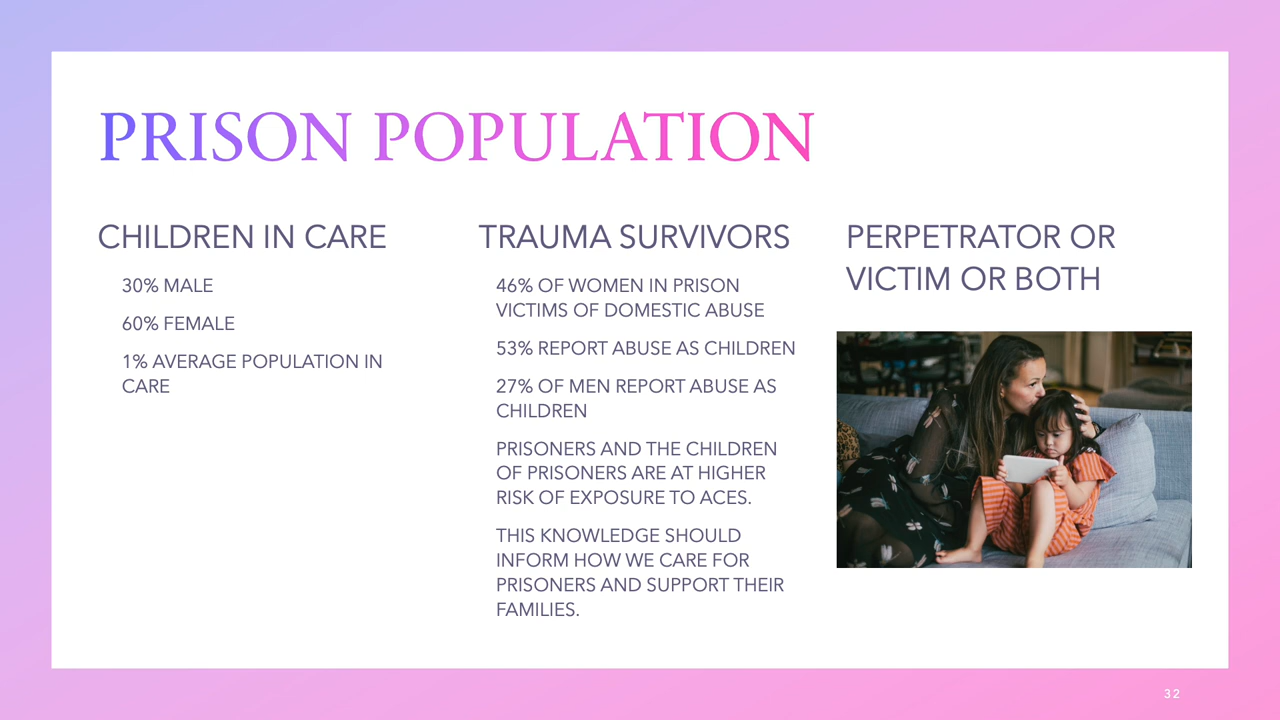 PRISON POPULATION
CHILDREN IN CARE
30% MALE
60% FEMALE
1% AVERAGE POPULATION IN
CARE
TRAUMA SURVIVORS
46% OF WOMEN IN PRISON
VICTIMS OF DOMESTIC ABUSE
53% REPORT ABUSE AS CHILDREN
27% OF MEN REPORT ABUSE AS
CHILDREN
PRISONERS AND THE CHILDREN
OF PRISONERS ARE AT HIGHER
RISK OF EXPOSURE TO ACES.
THIS KNOWLEDGE SHOULD
INFORM HOW WE CARE FOR
PRISONERS AND SUPPORT THEIR
FAMILIES.
PERPETRATOR OR
VICTIM OR BOTH
32